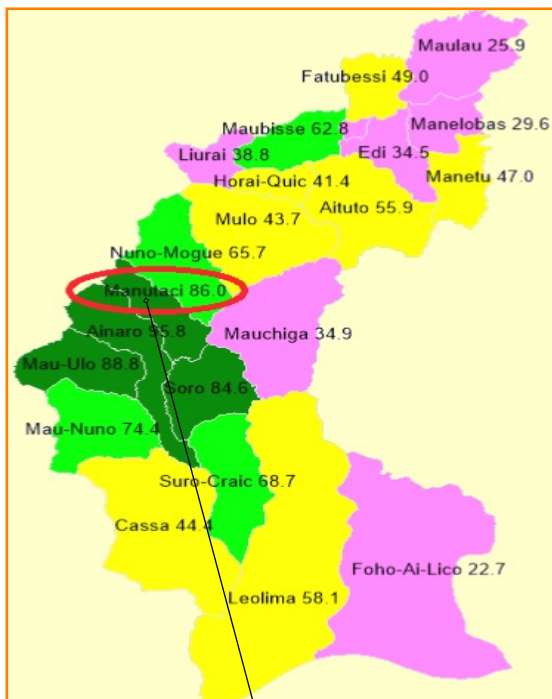 Maulau 25.9
Fatubessi 49.0
Manelobas 29.6
Maubisse 62.8
Edi 34.5
Liurai 38.8
Manetu 47.0
Horai-Quic 41.4
Aituto 55.9
Mulo 43.7
Nuno-Mogue 65.7
Manutaci 86.0
Ainaro 95.8
Mauchiga 34.9
Mau-Ulo 88.8
Soro 84.6
Mau-Nuno 74.4
Suro-Craic 68.7
Cassa 44.4
Foho-Ai-Lico 22.7
Leolima 58.1